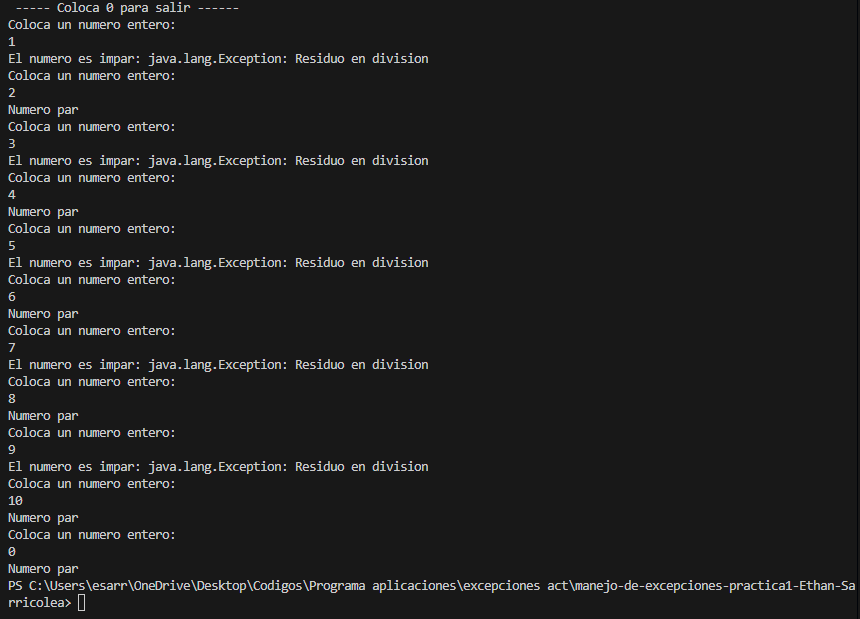 ----- Coloca 0 para salir ------
Coloca un numero entero:
1
El numero es impar: java.lang.Exception: Residuo en division
Coloca un numero entero:
2
Numero par
Coloca un numero entero:
3
El numero es impar: java.lang.Exception: Residuo en division
Coloca un numero entero:
4
Numero par
Coloca un numero entero:
5
El numero es impar: java.lang.Exception: Residuo en division
Coloca un numero entero:
6
Numero par
Coloca un numero entero:
7
El numero es impar: java.lang.Exception: Residuo en division
Coloca un numero entero:
8
Numero par
Coloca un numero entero:
9
El numero es impar: java.lang.Exception: Residuo en division
Coloca un numero entero:
10
Numero par
Coloca un numero entero:
0
Numero par
PS C:\Users\esarr\OneDrive\Desktop\Codigos\Programa aplicaciones\excepciones act\manejo-de-excepciones-practica1-Ethan-Sa
rricolea>